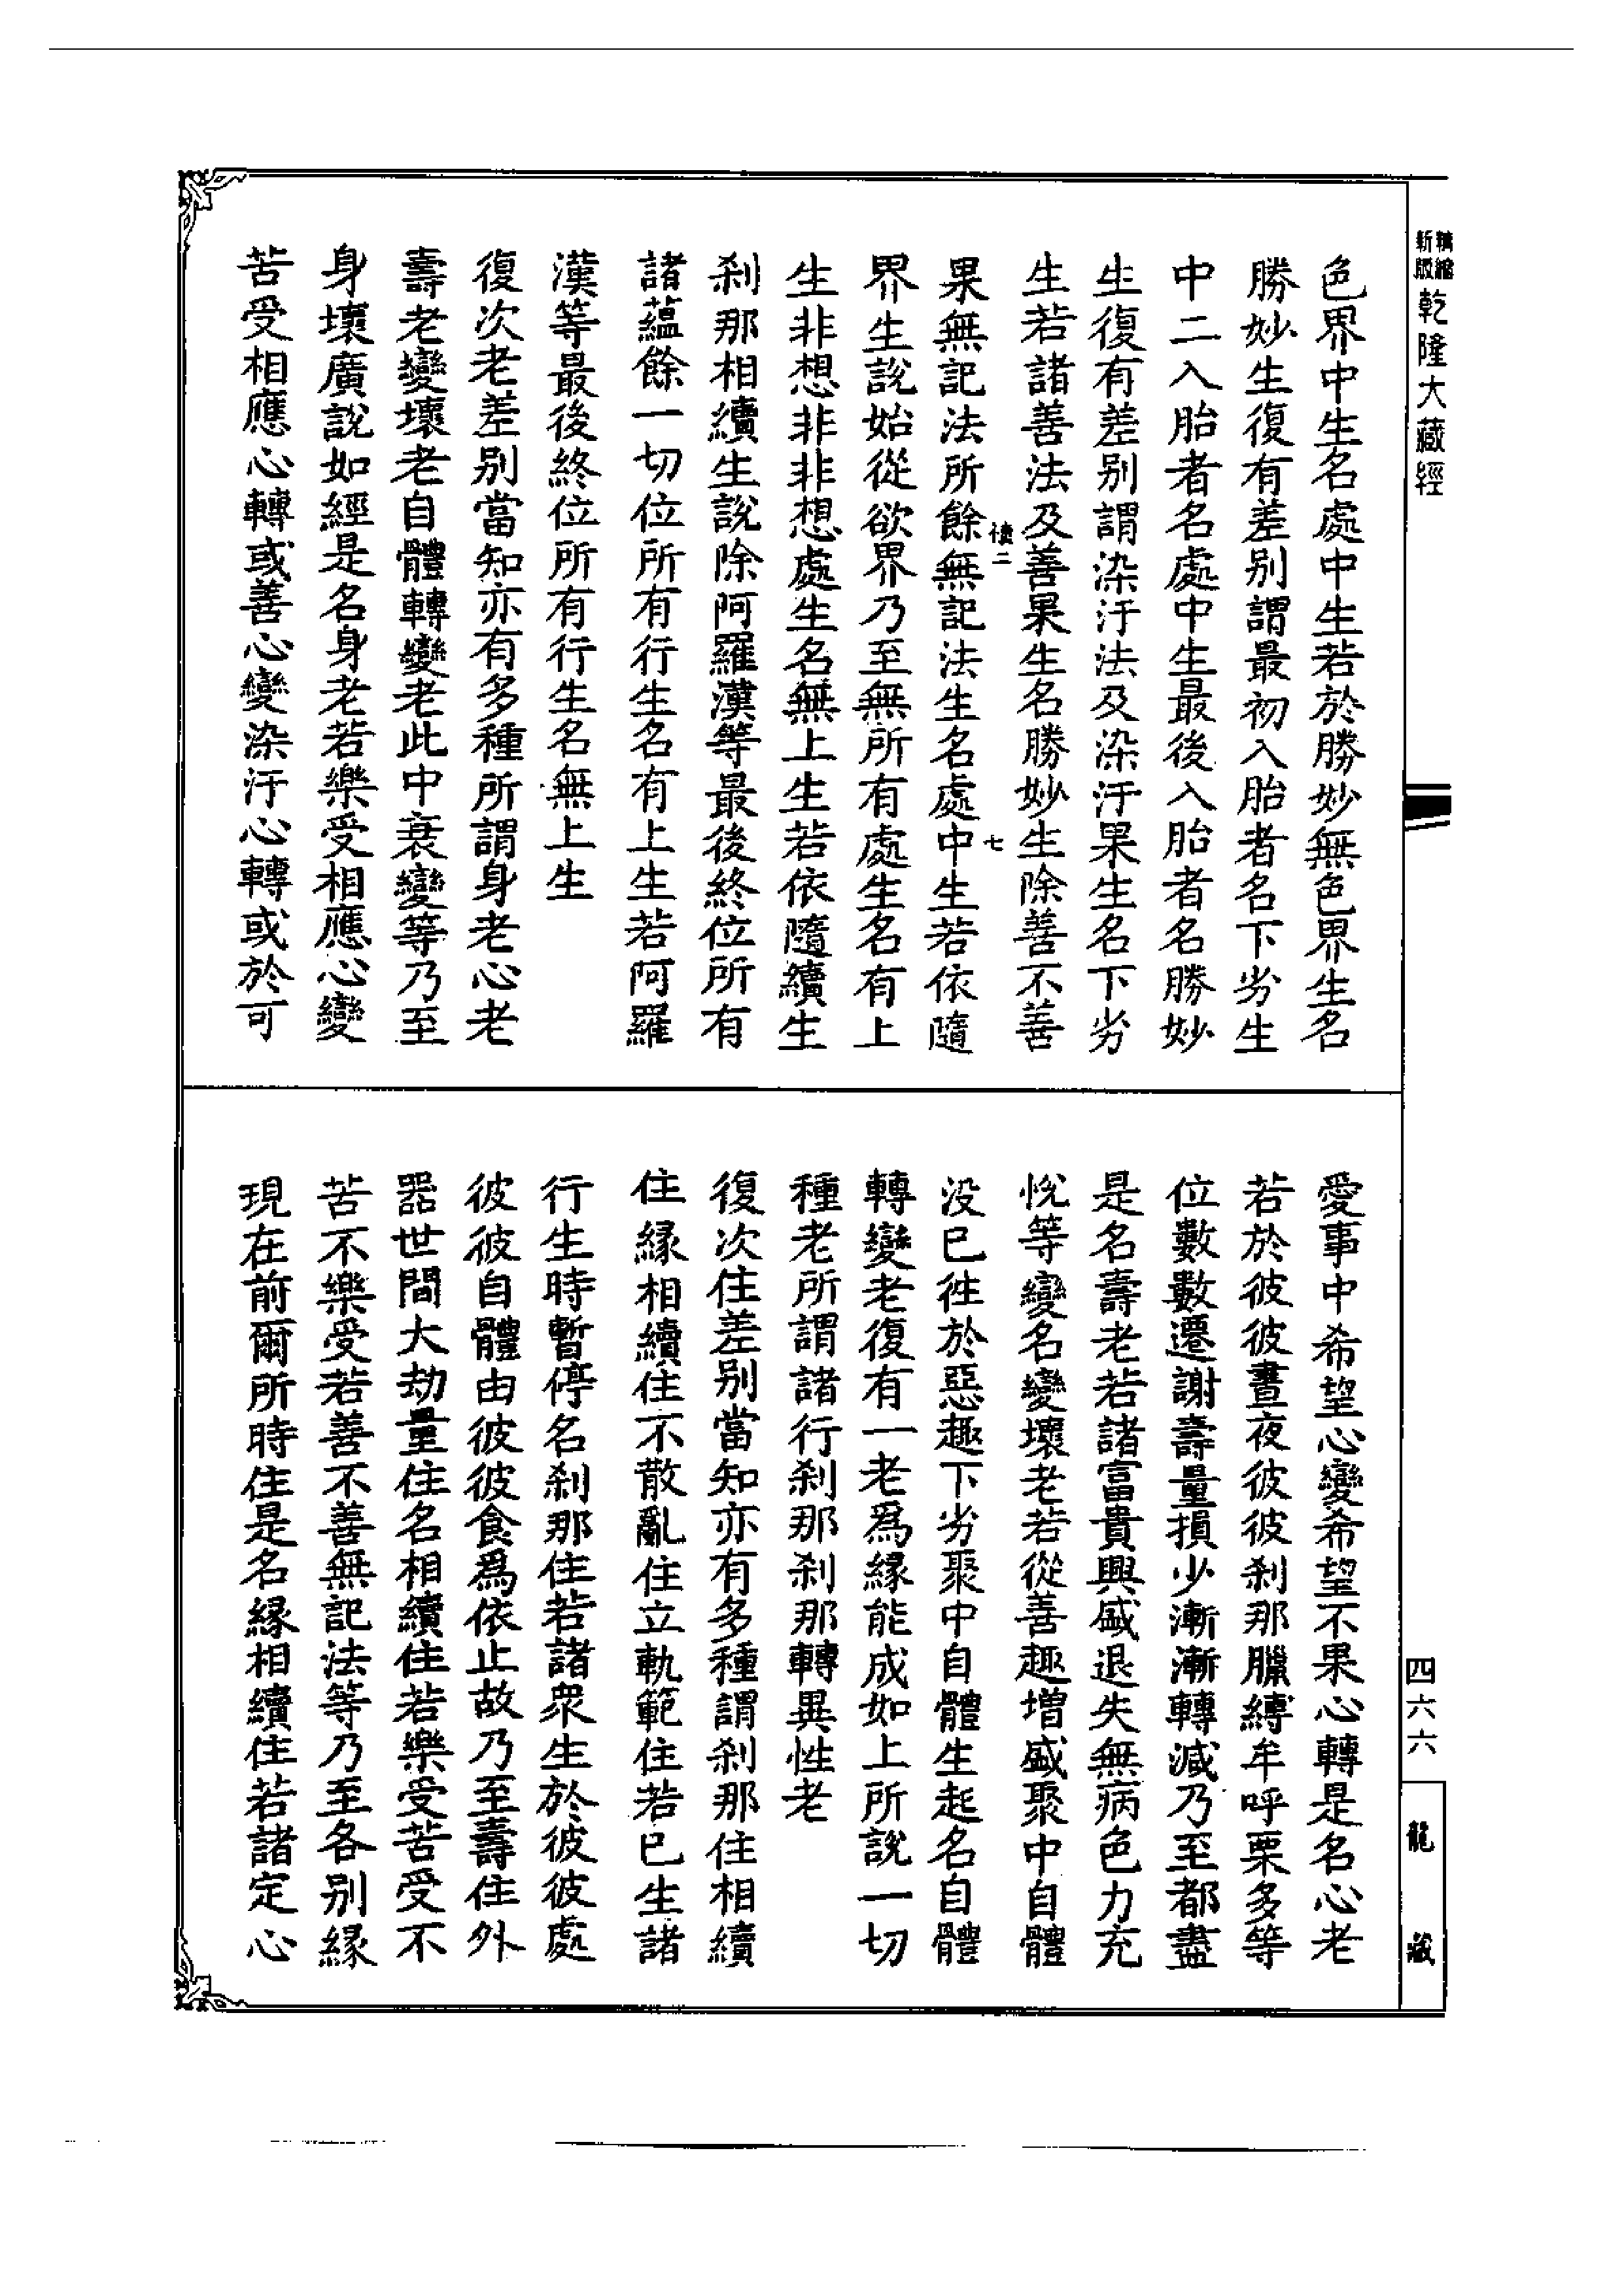 新版精縮
乾隆大藏經
色界中生名處中生若於勝妙無色界生名
勝妙生復有差别謂最初入胎者名下劣生
中二入胎者名處中生最後入胎者名勝妙
生復有差别謂染汙法及染汙果生名下劣
生若諸善法及善果生名勝妙生除善不善
二 七
果無記法所餘無記法生名處中生若依隨
界生說始從欲界乃至無所有處生名有上
生非想非非想處生名無上生若依隨續生
刹那相續生說除阿羅漢等最後終位所有
諸藴餘一切位所有行生名有上生若阿羅
漢等最後終位所有行生名無上生
復次老差别當知亦有多種所謂身老心老
壽老變壞老自體轉變老此中衰變等乃至
身壞廣說如經是名身老若樂受相應心變
苦受相應心轉或善心變染汙心轉或於可
愛事中希望心變希望不果心轉是名心老
若於彼彼晝夜彼彼刹那臘縛牟呼栗多等
位數數遷謝壽量損少漸漸轉減乃至都盡
是名壽老若諸富貴興盛退失無病色力充
悅等變名變壞老若從善趣增盛聚中自體
没已徃於惡趣下劣聚中自體生起名自體
轉變老復有一老爲緣能成如上所說一切
種老所謂諸行刹那刹那轉異性老
復次住差别當知亦有多種謂刹那住相續
住緣相續住不散亂住立軌範住若已生諸
行生時暫停名刹那住若諸衆生於彼彼處
彼彼自體由彼彼食爲依止故乃至壽住外
器世間大劫量住名相續住若樂受苦受不
苦不樂受若善不善無記法等乃至各别緣
現在前爾所時住是名緣相續住若諸定心
四六六
龍藏